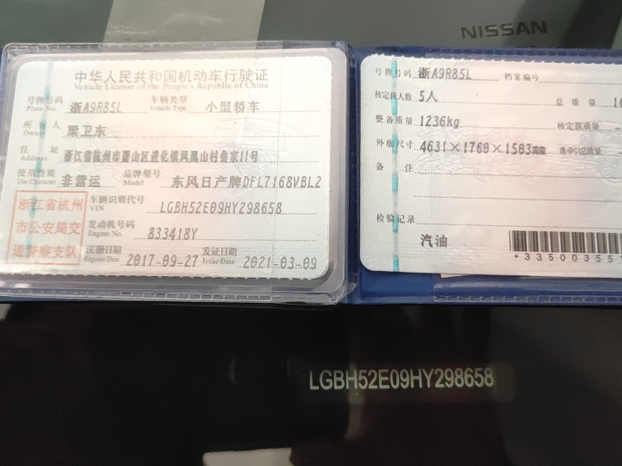 NISSAN
中华人民共和国机动车行驶证
Vehicle License of the People's Republic of China
号牌号码 浙A9R85L 车辆类型 小型轿车
Plate No. Vehicle Type
所有人 梁卫东
Owner
住址 浙江省杭州市萧山区进化镇凤凰山村詹家11号
Address
使用性质 非营运 品牌型号 东风日产牌DFL7168VBL2
Use Character Model
浙江省杭州
市公安局交
通警察支队
车辆识别代号 LGBH52E09HY298658
VIN
发动机号码 833418Y
Engine No.
注册日期 2017-09-27 发证日期 2021-03-09
Register Date Issue Date
号牌号码 浙A9R85L 档案编号
核定载人数 5人 总质量
整备质量 1236kg 核定载质量
外廓尺寸 4631×1760×1503
备注
检验记录
汽油
LGBH52E09HY298658